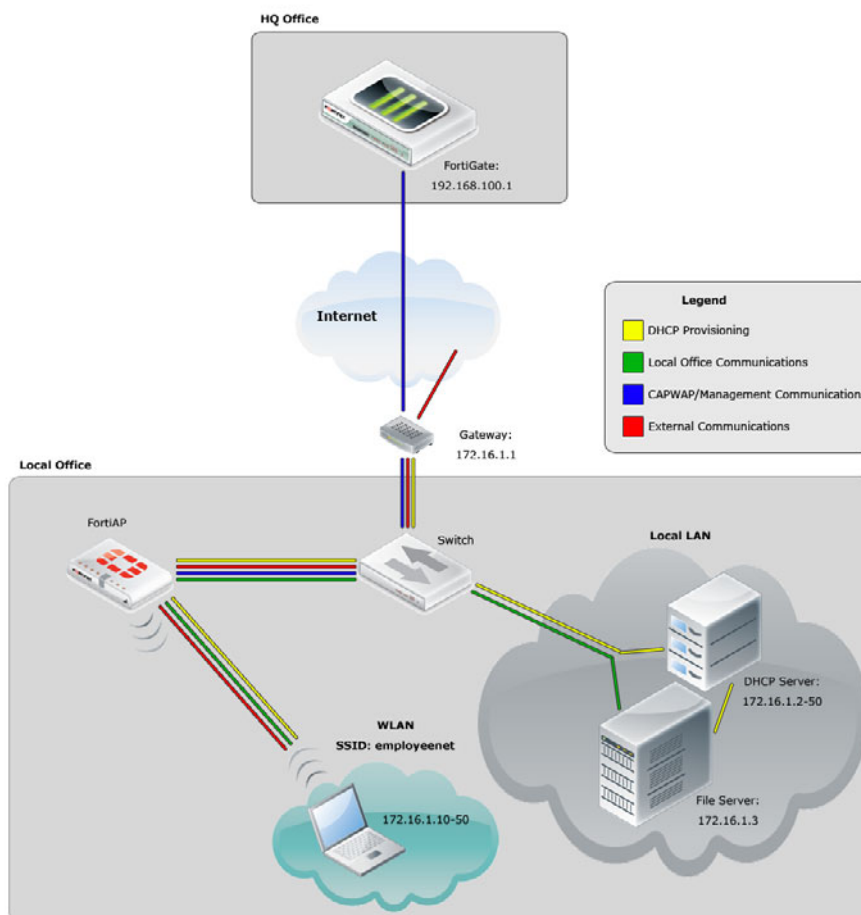 HQ Office
FortiGate:
192.168.100.1
Internet
Legend
DHCP Provisioning
Local Office Communications
CAPWAP/Management Communication
External Communications
Gateway:
172.16.1.1
Local Office
FortiAP
Switch
Local LAN
DHCP Server:
172.16.1.2-50
WLAN
SSID: employeenet
172.16.1.10-50
File Server:
172.16.1.3